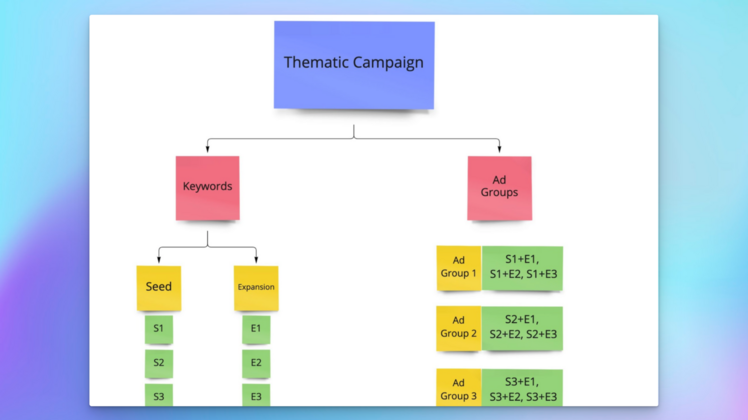 Thematic Campaign
Keywords
Ad
Groups
Seed
Expansion
S1
E1
S2
E2
S3
E3
Ad
Group 1
S1+E1,
S1+E2, S1+E3
Ad
Group 2
S2+E1,
S2+E2, S2+E3
Ad
Group 3
S3+E1,
S3+E2, S3+E3